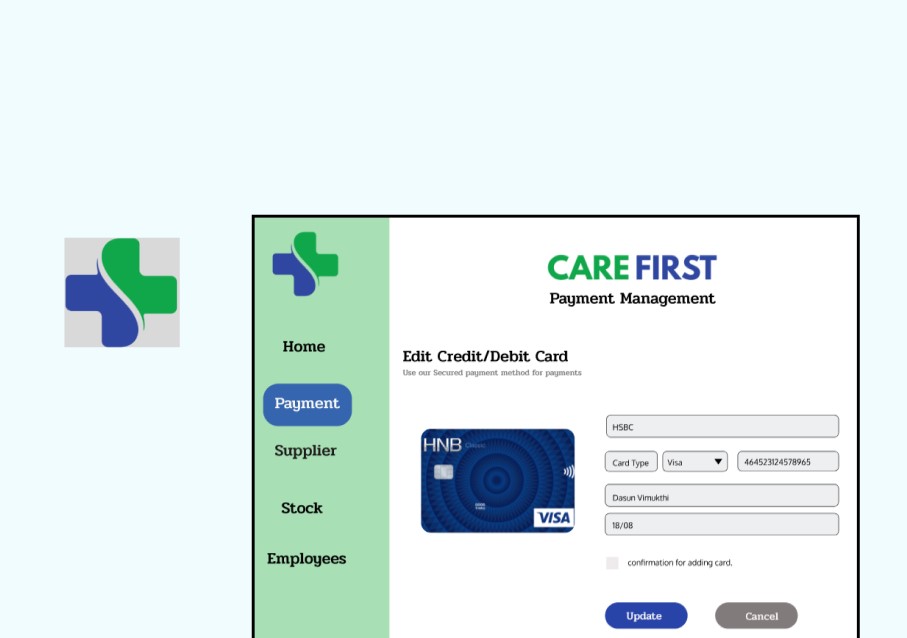 CARE FIRST
Payment Management
Home
Payment
Supplier
Stock
Employees
Edit Credit/Debit Card
Use our Secured payment method for payments
HNB
VISA
HSBC
Card Type Visa 464523124578965
Dasun Vimukthi
18/08
confirmation for adding card.
Update Cancel